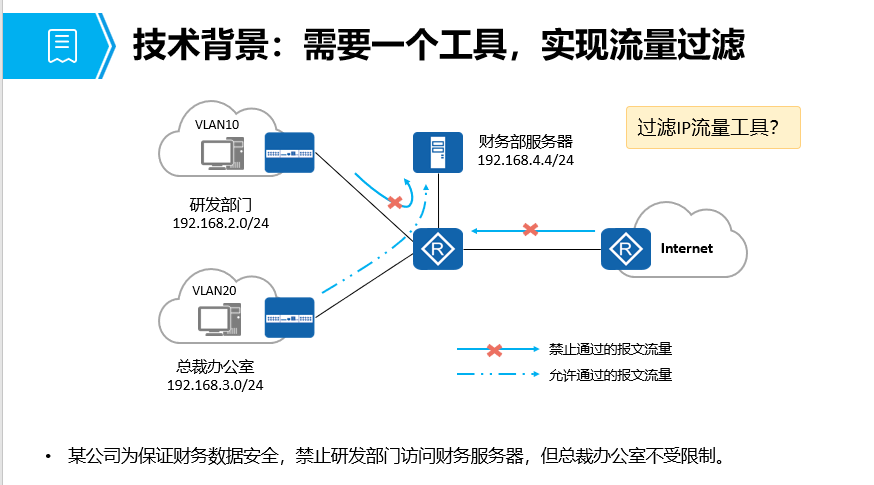 技术背景：需要一个工具，实现流量过滤
过滤IP流量工具？
VLAN10
研发部门
192.168.2.0/24
财务部服务器
192.168.4.4/24
R
R
Internet
VLAN20
总裁办公室
192.168.3.0/24
禁止通过的报文流量
允许通过的报文流量
• 某公司为保证财务数据安全，禁止研发部门访问财务服务器，但总裁办公室不受限制。